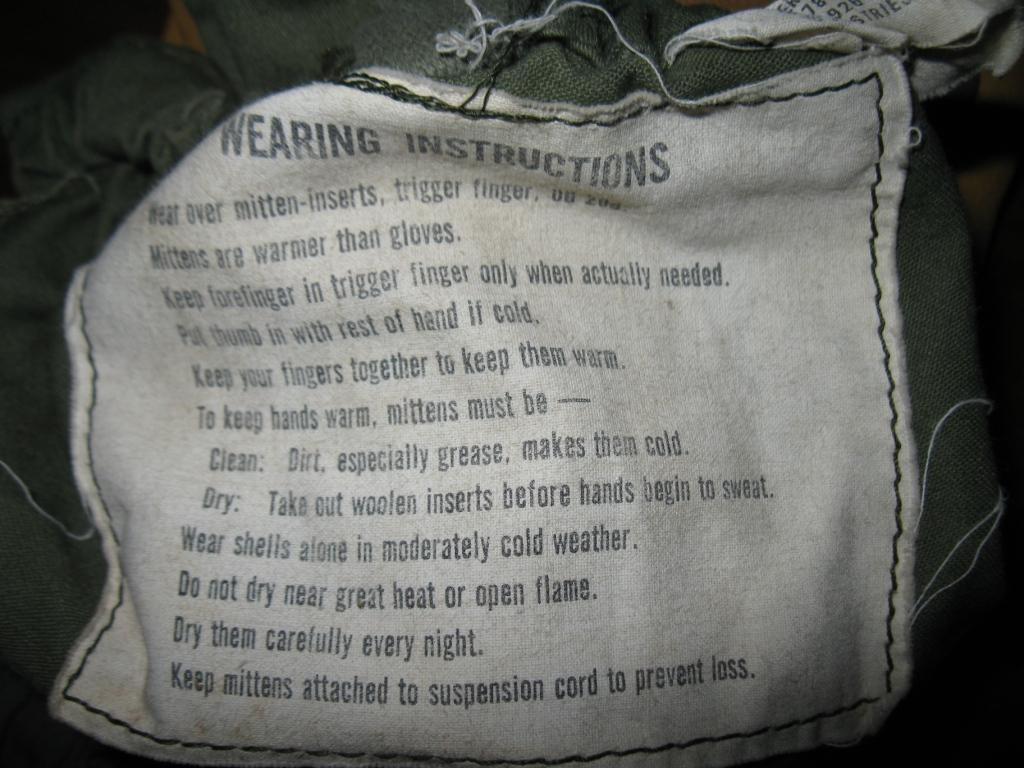 WEARING INSTRUCTIONS
Wear over mitten-inserts, trigger finger,
Mittens are warmer than gloves.
Keep forefinger in trigger finger only when actually needed.
Put thumb in with rest of hand if cold.
Keep your fingers together to keep them warm.
To keep hands warm, mittens must be —
Clean: Dirt, especially grease, makes them cold.
Dry: Take out woolen inserts before hands begin to sweat.
Wear shells alone in moderately cold weather.
Do not dry near great heat or open flame.
Dry them carefully every night.
Keep mittens attached to suspension cord to prevent loss.